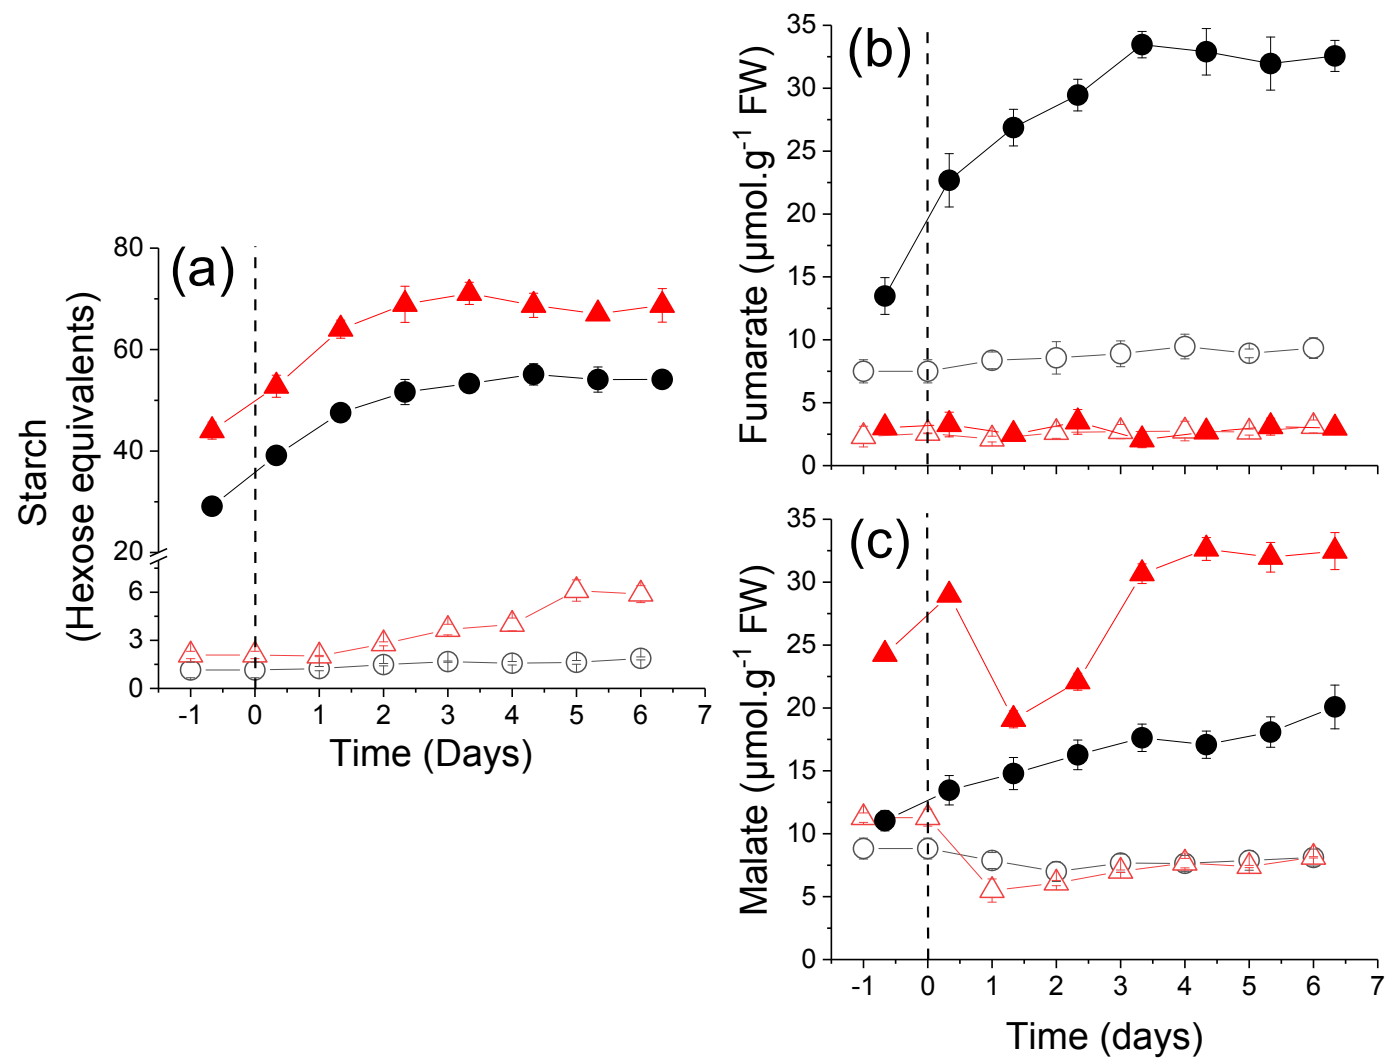 (a)
80
60
40
20
6
3
0
-1 0 1 2 3 4 5 6 7
Time (Days)
Starch
(Hexose equivalents)
(b)
35
30
25
20
15
10
5
0
Fumarate (μmol.g⁻¹ FW)
(c)
35
30
25
20
15
10
5
0
-1 0 1 2 3 4 5 6 7
Malate (μmol.g⁻¹ FW)
Time (days)